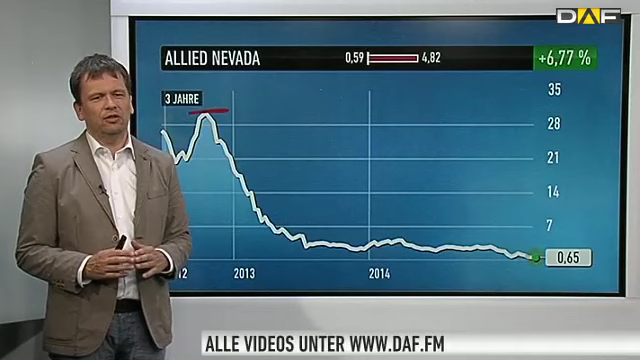 DAF
ALLIED NEVADA 0,59 4,82 +6,77 %
3 JAHRE
35
28
21
14
7
0,65
12 2013 2014
ALLE VIDEOS UNTER WWW.DAF.FM